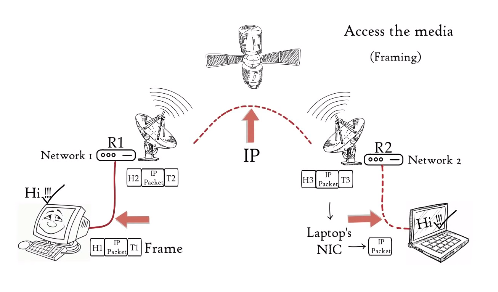 Access the media
(Framing)
R1
Network 1
H2 IP Packet T2
IP
R2
Network 2
H3 IP Packet T3
Hi !!!
H1 IP Packet T1 Frame
Laptop's
NIC
IP Packet
Hi !!!